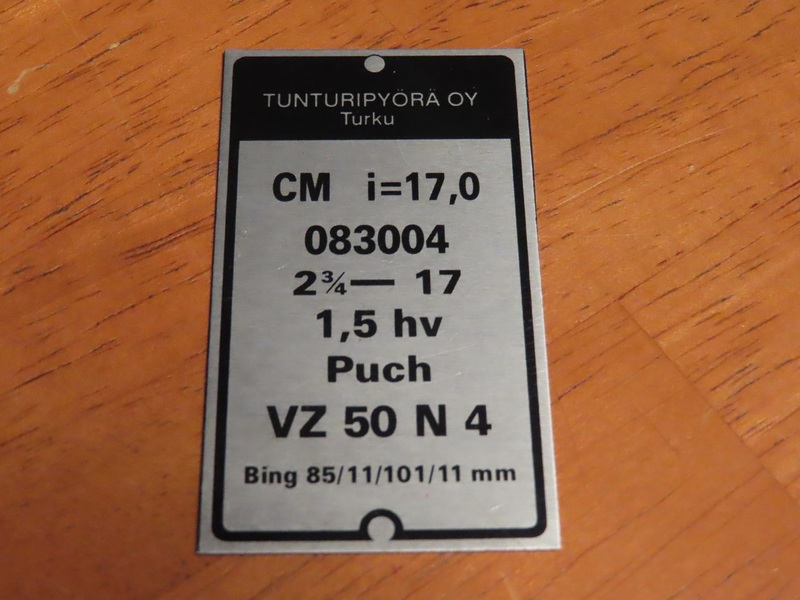 TUNTURIPYÖRÄ OY
Turku
CM i=17,0
083004
2¾— 17
1,5 hv
Puch
VZ 50 N 4
Bing 85/11/101/11 mm